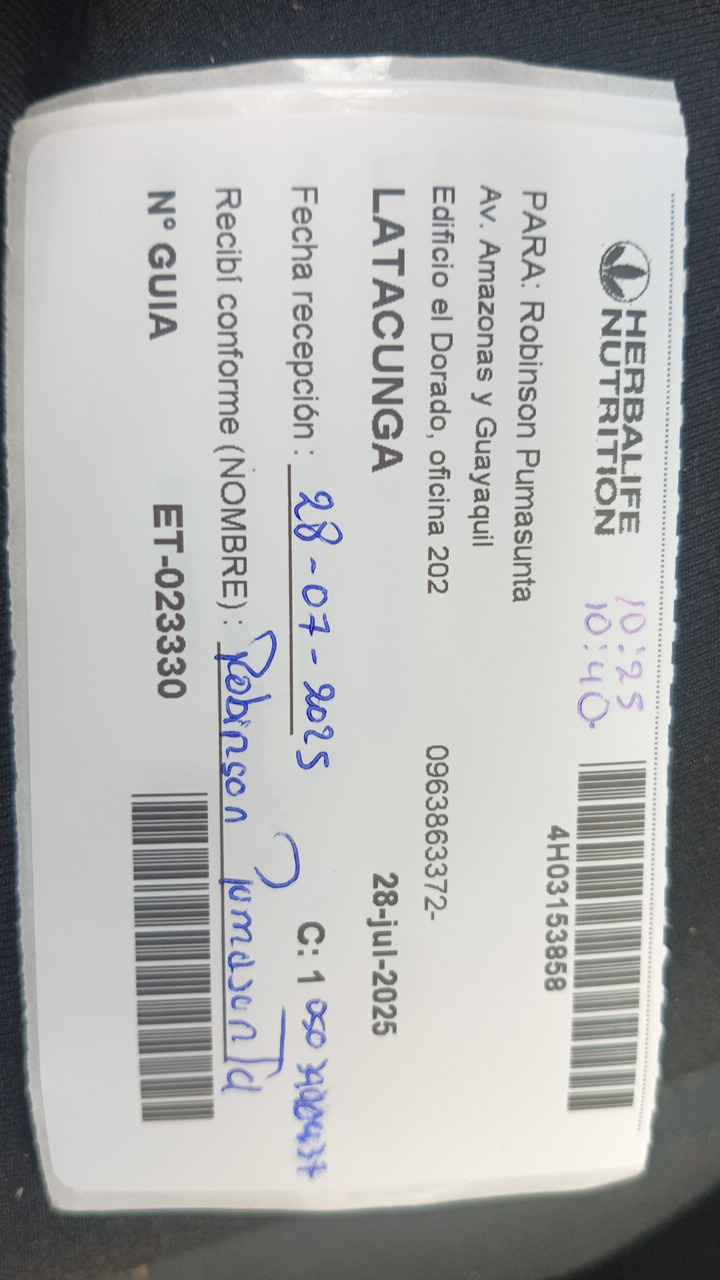 HERBALIFE
NUTRITION
10:25
10:40
4H03153858
PARA: Robinson Pumasunta
Av. Amazonas y Guayaquil
Edificio el Dorado, oficina 202 0963863372-
LATACUNGA 28-jul-2025
Fecha recepción : 28-07-2025 C: 1
Recibí conforme (NOMBRE) : Robinson Pumasunta
N° GUIA ET-023330